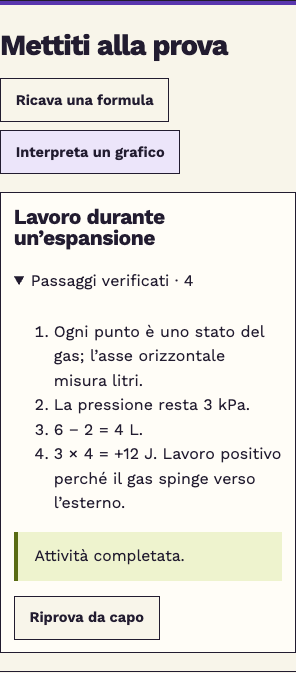 Mettiti alla prova
Ricava una formula
Interpreta un grafico
Lavoro durante
un’espansione
▼ Passaggi verificati · 4
1. Ogni punto è uno stato del
gas; l’asse orizzontale
misura litri.
2. La pressione resta 3 kPa.
3. 6 − 2 = 4 L.
4. 3 × 4 = +12 J. Lavoro positivo
perché il gas spinge verso
l’esterno.
Attività completata.
Riprova da capo